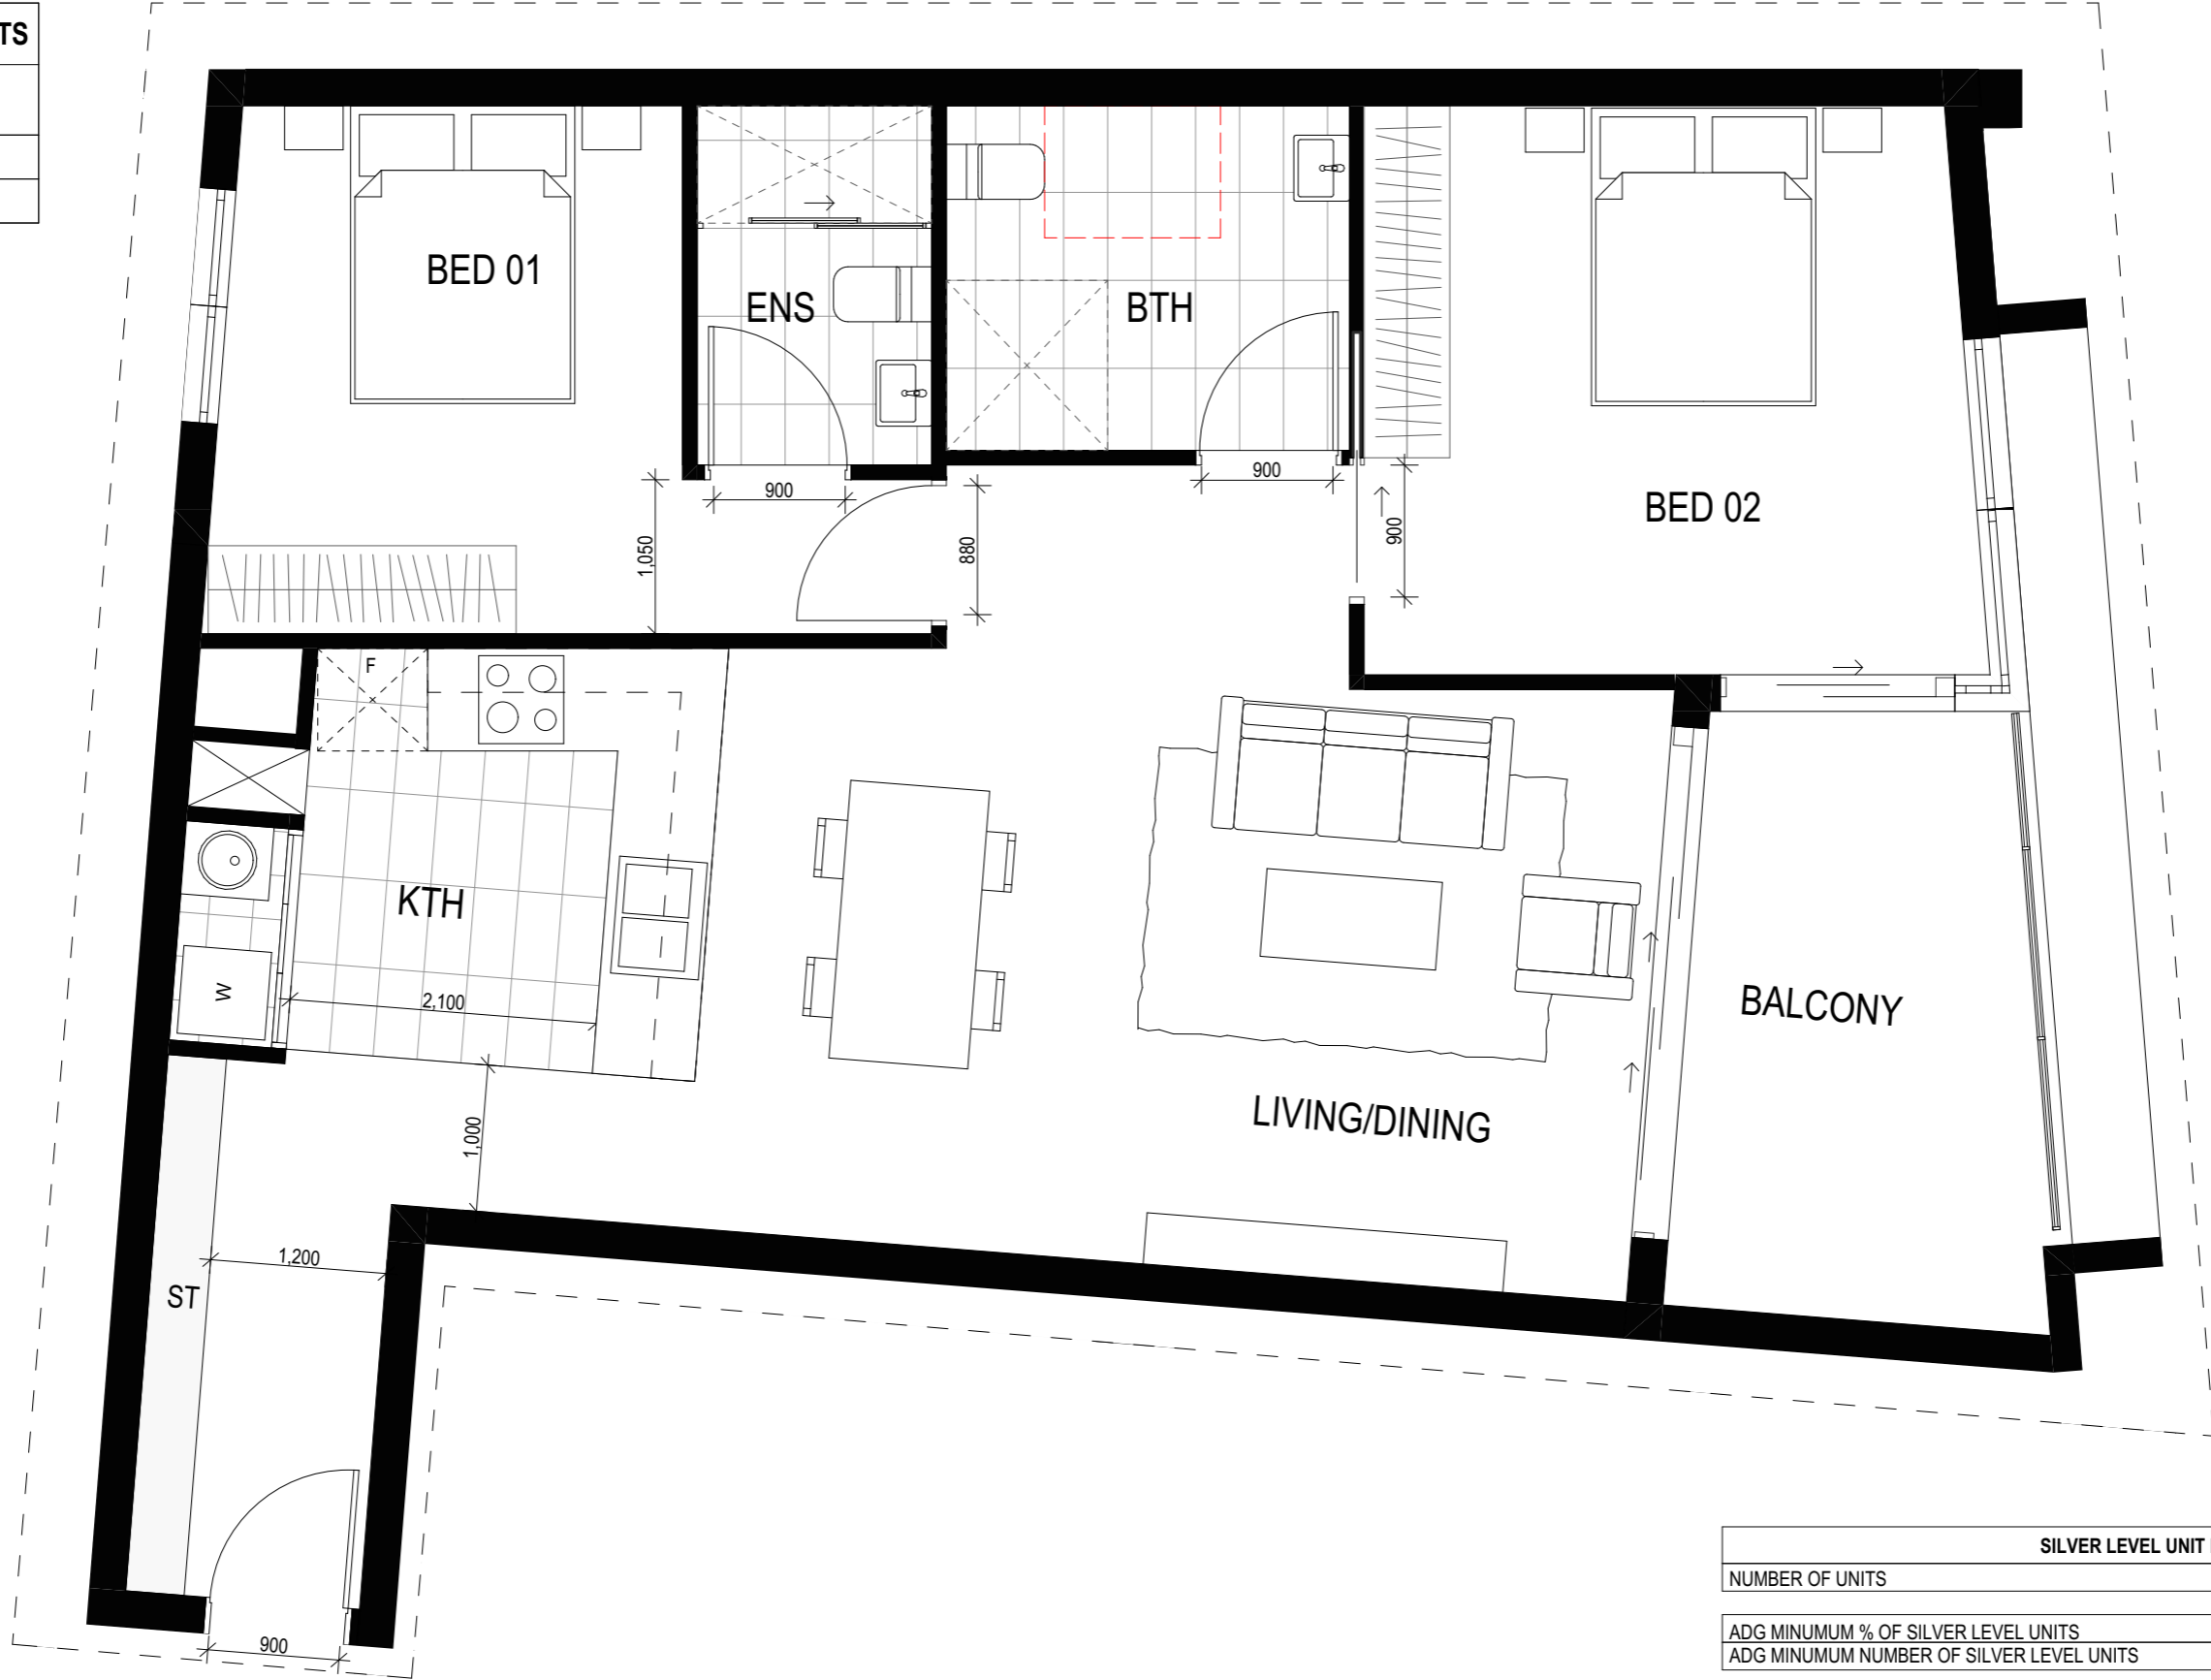 TS
BED 01
ENS
BTH
BED 02
900
900
1,050
880
900
F
KTH
W
2,100
BALCONY
LIVING/DINING
1,000
1,200
ST
900
SILVER LEVEL UNIT
NUMBER OF UNITS
ADG MINUMUM % OF SILVER LEVEL UNITS
ADG MINUMUM NUMBER OF SILVER LEVEL UNITS